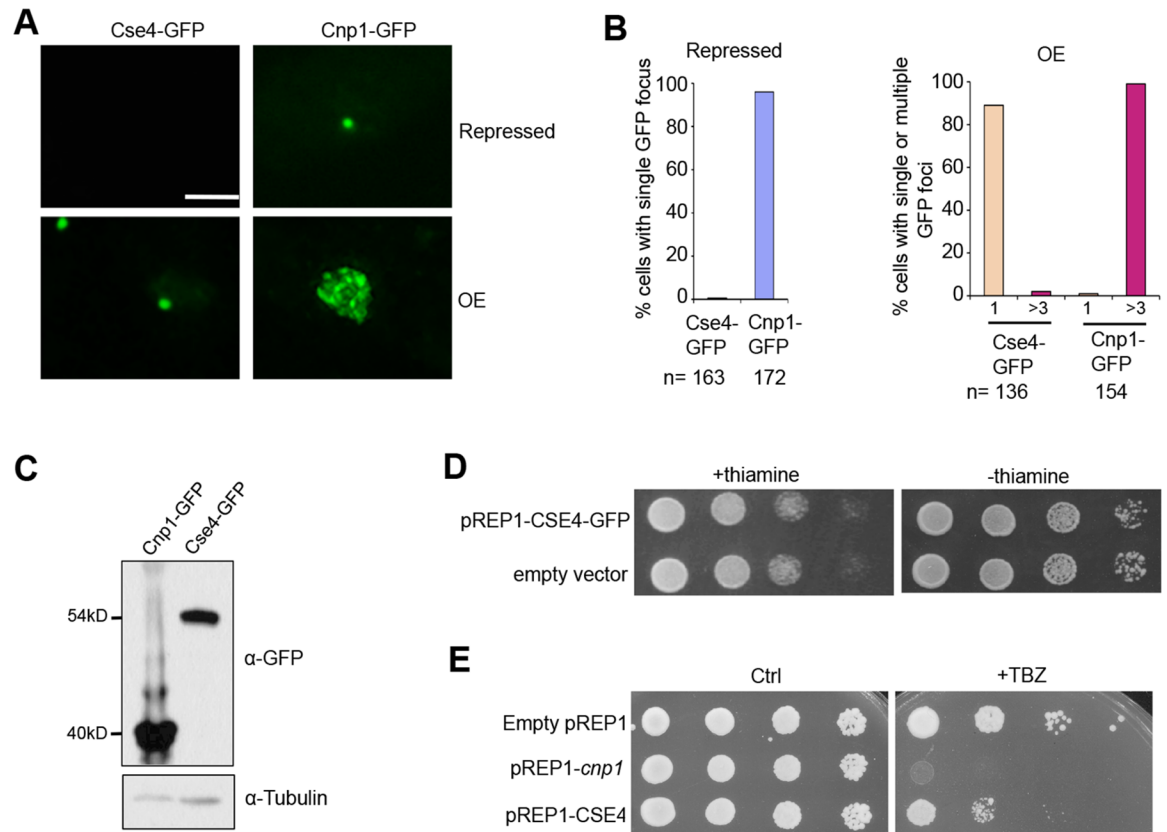 A
Cse4-GFP
Cnp1-GFP
Repressed
OE
B
Repressed
% cells with single GFP focus
100
80
60
40
20
0
Cse4-
GFP
Cnp1-
GFP
n= 163
172
OE
% cells with single or multiple
GFP foci
100
80
60
40
20
0
1
>3
1
>3
Cse4-
GFP
Cnp1-
GFP
n= 136
154
C
Cnp1-GFP
Cse4-GFP
54kD
40kD
α-GFP
α-Tubulin
D
+thiamine
-thiamine
pREP1-CSE4-GFP
empty vector
E
Ctrl
+TBZ
Empty pREP1
pREP1-cnp1
pREP1-CSE4